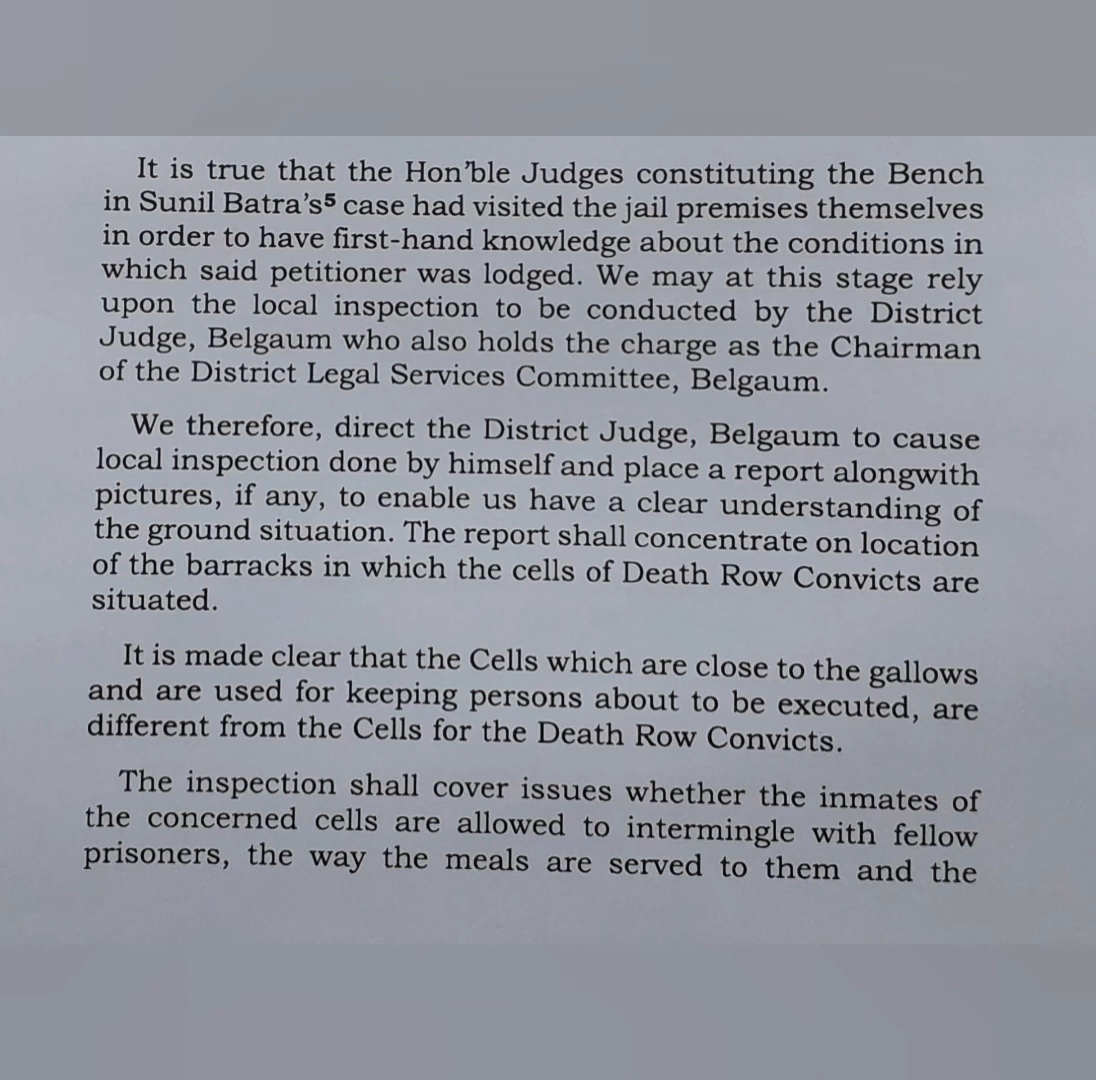 It is true that the Hon’ble Judges constituting the Bench
in Sunil Batra’s⁵ case had visited the jail premises themselves
in order to have first-hand knowledge about the conditions in
which said petitioner was lodged. We may at this stage rely
upon the local inspection to be conducted by the District
Judge, Belgaum who also holds the charge as the Chairman
of the District Legal Services Committee, Belgaum.
We therefore, direct the District Judge, Belgaum to cause
local inspection done by himself and place a report alongwith
pictures, if any, to enable us have a clear understanding of
the ground situation. The report shall concentrate on location
of the barracks in which the cells of Death Row Convicts are
situated.
It is made clear that the Cells which are close to the gallows
and are used for keeping persons about to be executed, are
different from the Cells for the Death Row Convicts.
The inspection shall cover issues whether the inmates of
the concerned cells are allowed to intermingle with fellow
prisoners, the way the meals are served to them and the